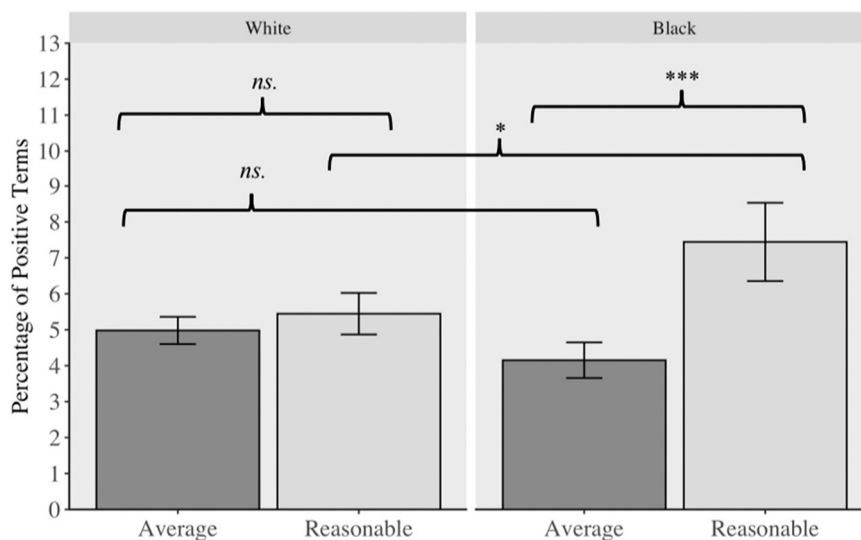 White
Black
Percentage of Positive Terms
13
12
11
10
9
8
7
6
5
4
3
2
1
0
ns.
***
*
ns.
Average
Reasonable
Average
Reasonable